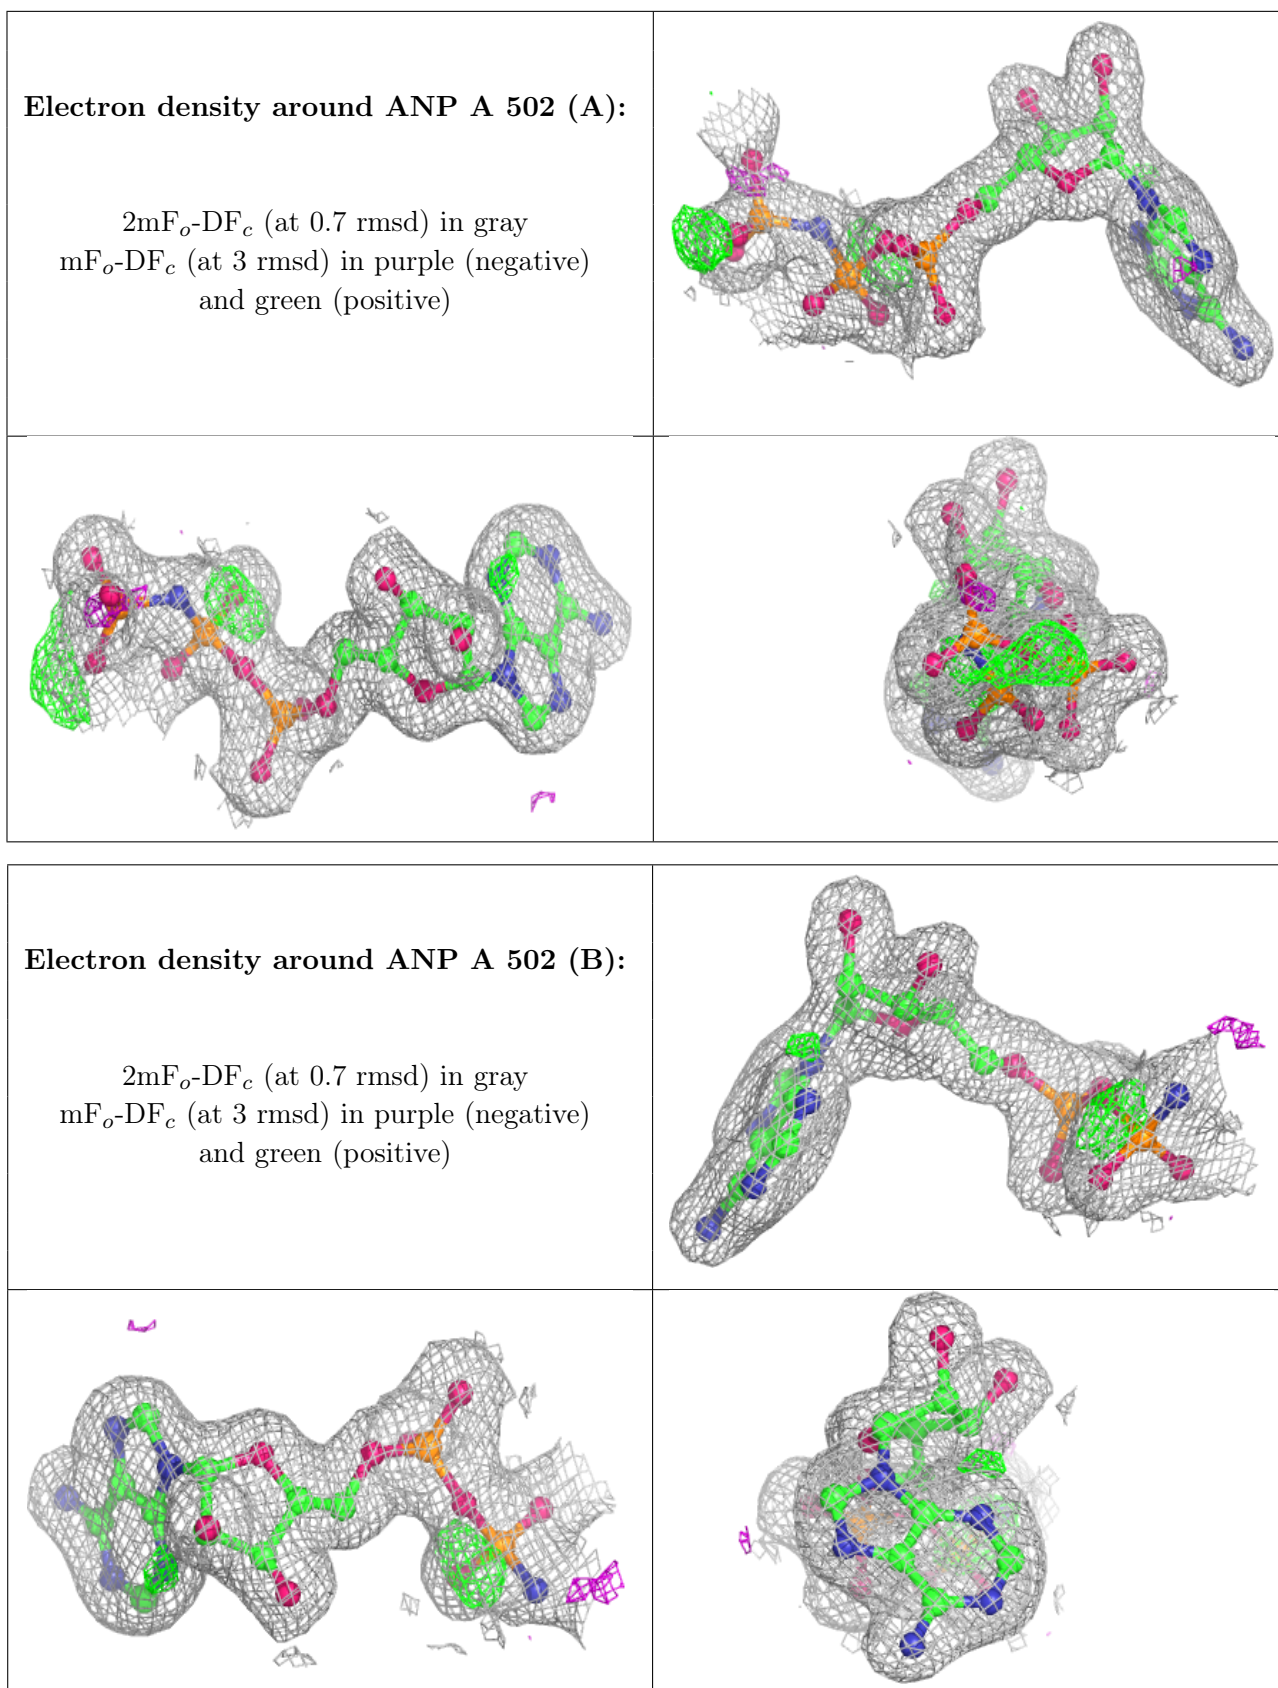 Electron density around ANP A 502 (A):
2mFo-DFc (at 0.7 rmsd) in gray
mFo-DFc (at 3 rmsd) in purple (negative)
and green (positive)
Electron density around ANP A 502 (B):
2mFo-DFc (at 0.7 rmsd) in gray
mFo-DFc (at 3 rmsd) in purple (negative)
and green (positive)